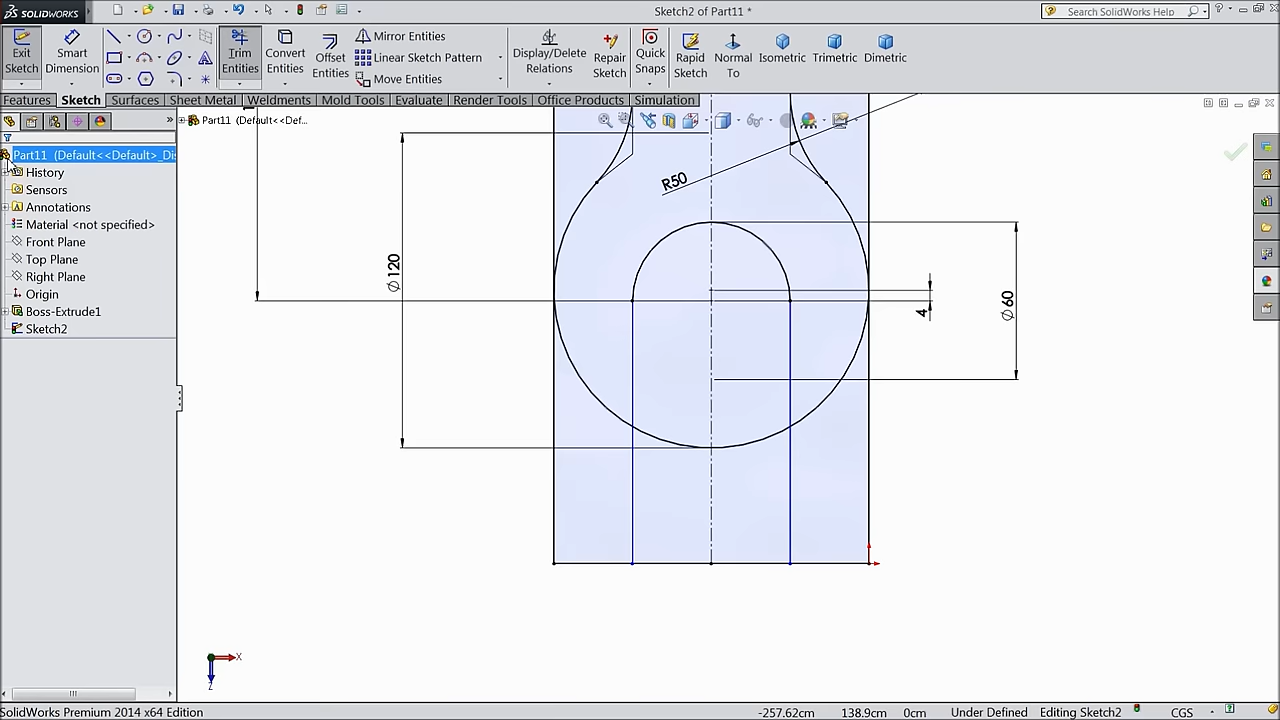 SOLIDWORKS
Sketch2 of Part11 *
Search SolidWorks Help
Exit Sketch
Smart Dimension
Trim Entities
Convert Entities
Offset Entities
Mirror Entities
Linear Sketch Pattern
Move Entities
Display/Delete Relations
Repair Sketch
Quick Snaps
Rapid Sketch
Normal To
Isometric
Trimetric
Dimetric
Features
Sketch
Surfaces
Sheet Metal
Weldments
Mold Tools
Evaluate
Render Tools
Office Products
Simulation
Part11 (Default<<Def...
Part11 (Default<<Default>_Dis
History
Sensors
Annotations
Material <not specified>
Front Plane
Top Plane
Right Plane
Origin
Boss-Extrude1
Sketch2
R50
∅120
4
∅60
X
Z
SolidWorks Premium 2014 x64 Edition
-257.62cm
138.9cm
0cm
Under Defined
Editing Sketch2
CGS